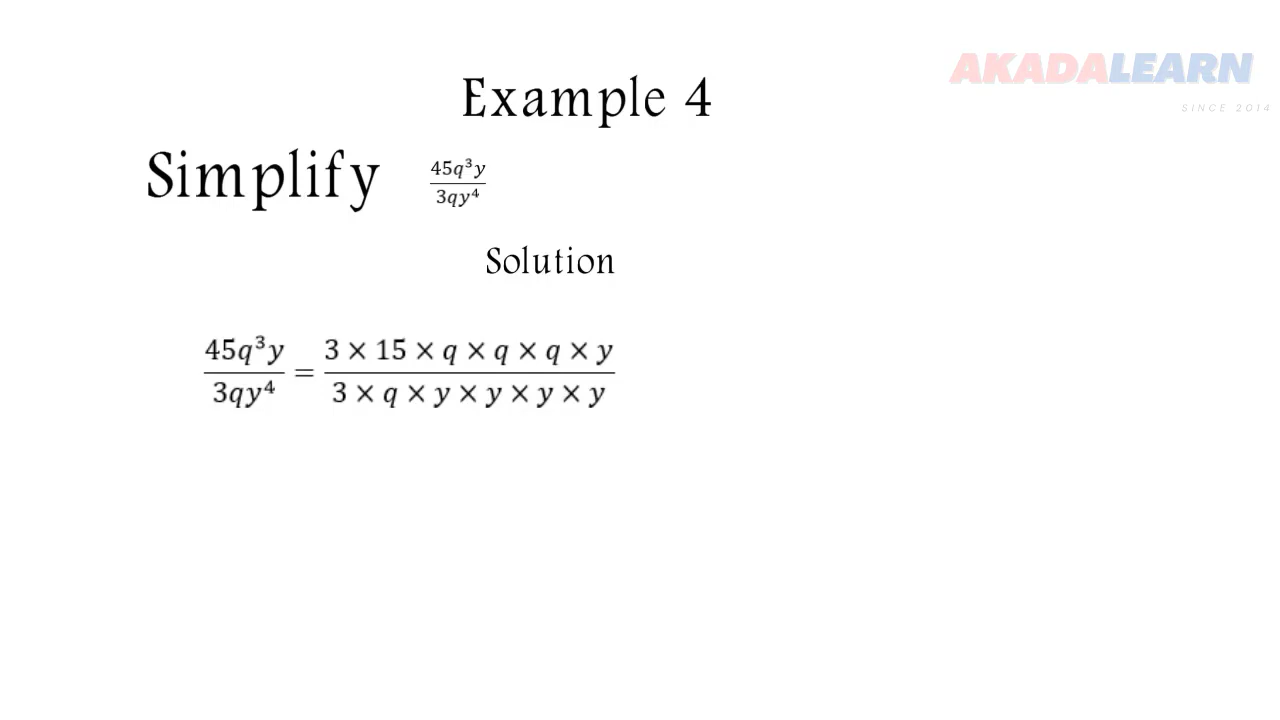 AKADALEARN
SINCE 2014
Example 4
Simplify 45q³y / 3qy⁴
Solution
45q³y / 3qy⁴ = 3 × 15 × q × q × q × y / 3 × q × y × y × y × y